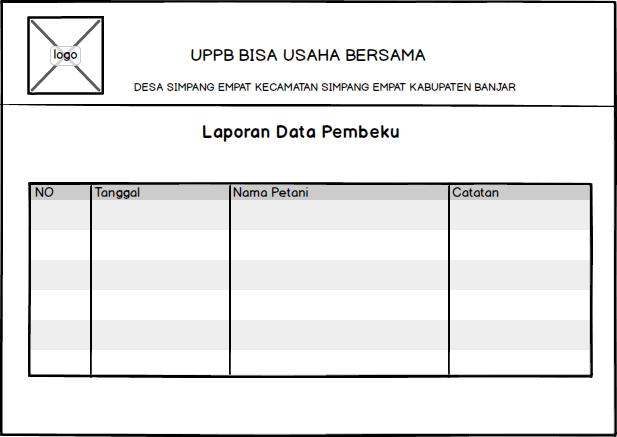 logo
UPPB BISA USAHA BERSAMA
DESA SIMPANG EMPAT KECAMATAN SIMPANG EMPAT KABUPATEN BANJAR
Laporan Data Pembeku
NO Tanggal Nama Petani Catatan